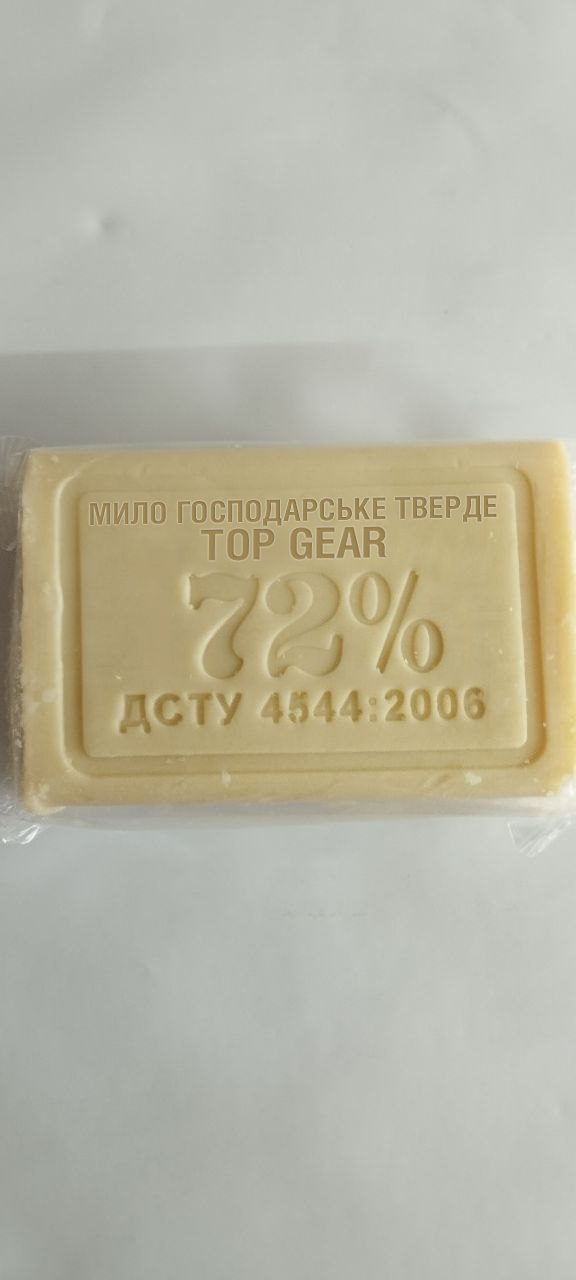 МИЛО ГОСПОДАРСЬКЕ ТВЕРДЕ
TOP GEAR
72%
ДСТУ 4544:2006